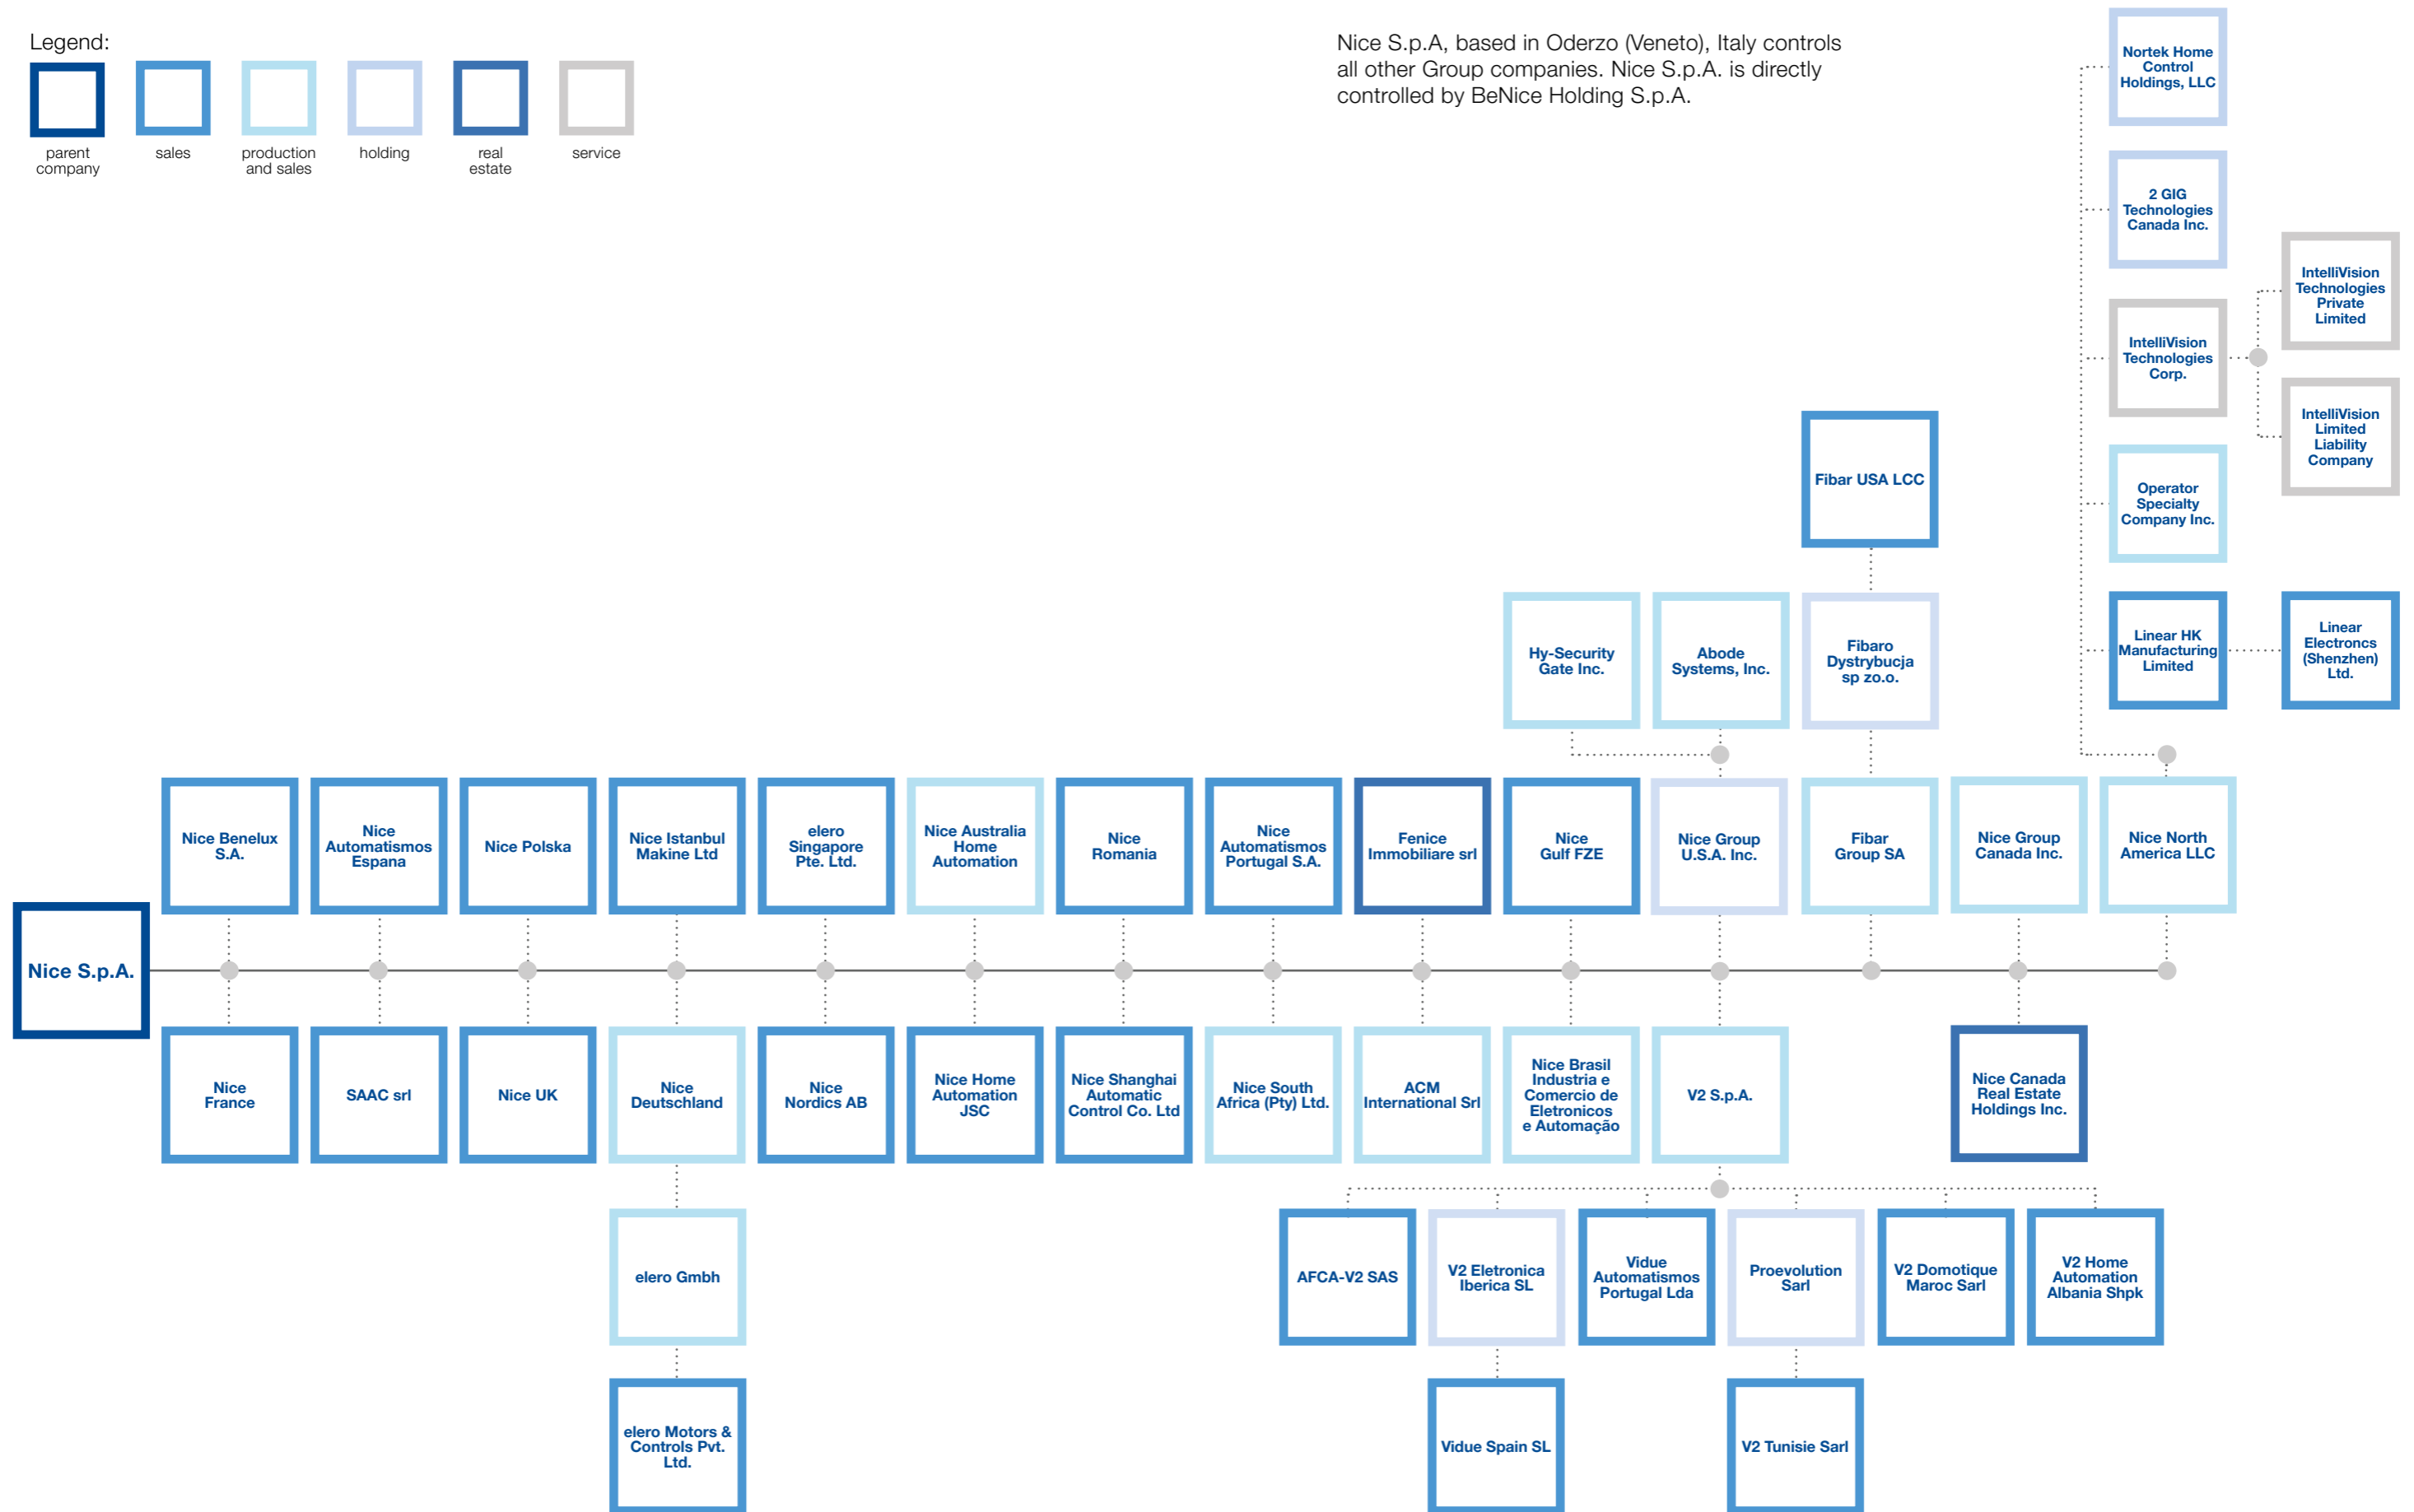 Legend:
parent
company
sales
production
and sales
holding
real
estate
service
Nice S.p.A, based in Oderzo (Veneto), Italy controls
all other Group companies. Nice S.p.A. is directly
controlled by BeNice Holding S.p.A.
Nortek Home
Control
Holdings, LLC
2 GIG
Technologies
Canada Inc.
IntelliVision
Technologies
Private
Limited
IntelliVision
Technologies
Corp.
IntelliVision
Limited
Liability
Company
Fibar USA LCC
Operator
Specialty
Company Inc.
Hy-Security
Gate Inc.
Abode
Systems, Inc.
Fibaro
Dystrybucja
sp zo.o.
Linear HK
Manufacturing
Limited
Linear
Electroncs
(Shenzhen)
Ltd.
Nice Benelux
S.A.
Nice
Automatismos
Espana
Nice Polska
Nice Istanbul
Makine Ltd
elero
Singapore
Pte. Ltd.
Nice Australia
Home
Automation
Nice
Romania
Nice
Automatismos
Portugal S.A.
Fenice
Immobiliare srl
Nice
Gulf FZE
Nice Group
U.S.A. Inc.
Fibar
Group SA
Nice Group
Canada Inc.
Nice North
America LLC
Nice S.p.A.
Nice
France
SAAC srl
Nice UK
Nice
Deutschland
Nice
Nordics AB
Nice Home
Automation
JSC
Nice Shanghai
Automatic
Control Co. Ltd
Nice South
Africa (Pty) Ltd.
ACM
International Srl
Nice Brasil
Industria e
Comercio de
Eletronicos
e Automação
V2 S.p.A.
Nice Canada
Real Estate
Holdings Inc.
elero Gmbh
AFCA-V2 SAS
V2 Eletronica
Iberica SL
Vidue
Automatismos
Portugal Lda
Proevolution
Sarl
V2 Domotique
Maroc Sarl
V2 Home
Automation
Albania Shpk
elero Motors &
Controls Pvt.
Ltd.
Vidue Spain SL
V2 Tunisie Sarl